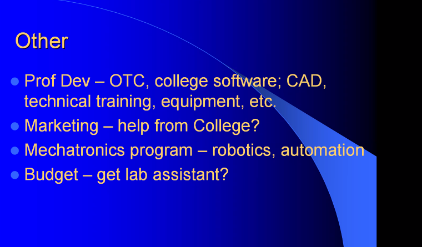 Other
Prof Dev – OTC, college software; CAD,
technical training, equipment, etc.
Marketing – help from College?
Mechatronics program – robotics, automation
Budget – get lab assistant?